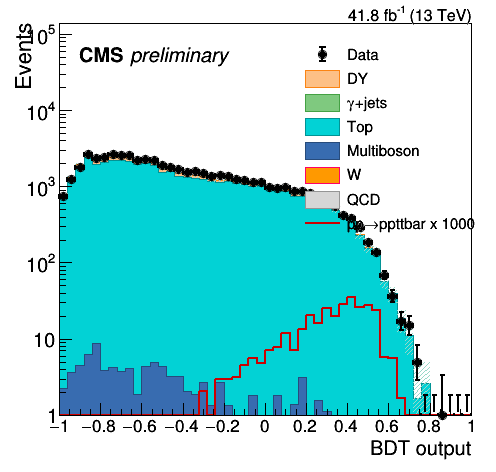 41.8 fb⁻¹ (13 TeV)
Events
CMS preliminary
Data
DY
γ+jets
Top
Multiboson
W
QCD
pp→ppttbar x 1000
10⁵
10⁴
10³
10²
10
1
−1 −0.8 −0.6 −0.4 −0.2 0 0.2 0.4 0.6 0.8 1
BDT output